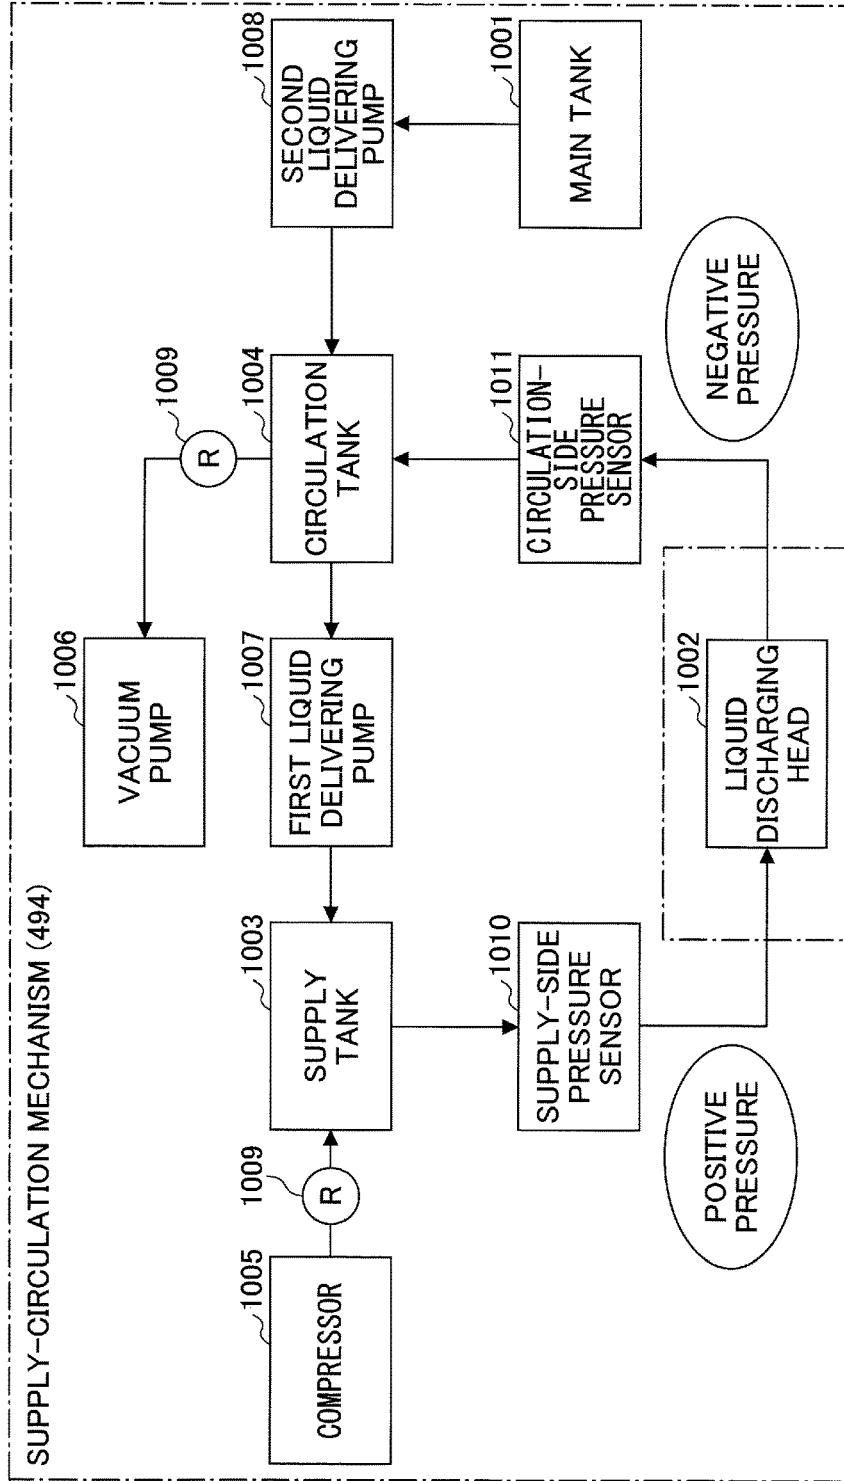 SUPPLY-CIRCULATION MECHANISM (494)
1006
VACUUM
PUMP
1009
R
1005
COMPRESSOR
1009
R
1003
SUPPLY
TANK
1007
FIRST LIQUID
DELIVERING
PUMP
1004
CIRCULATION
TANK
1008
SECOND
LIQUID
DELIVERING
PUMP
1010
SUPPLY-SIDE
PRESSURE
SENSOR
1011
CIRCULATION-
SIDE
PRESSURE
SENSOR
1001
MAIN TANK
POSITIVE
PRESSURE
1002
LIQUID
DISCHARGING
HEAD
NEGATIVE
PRESSURE